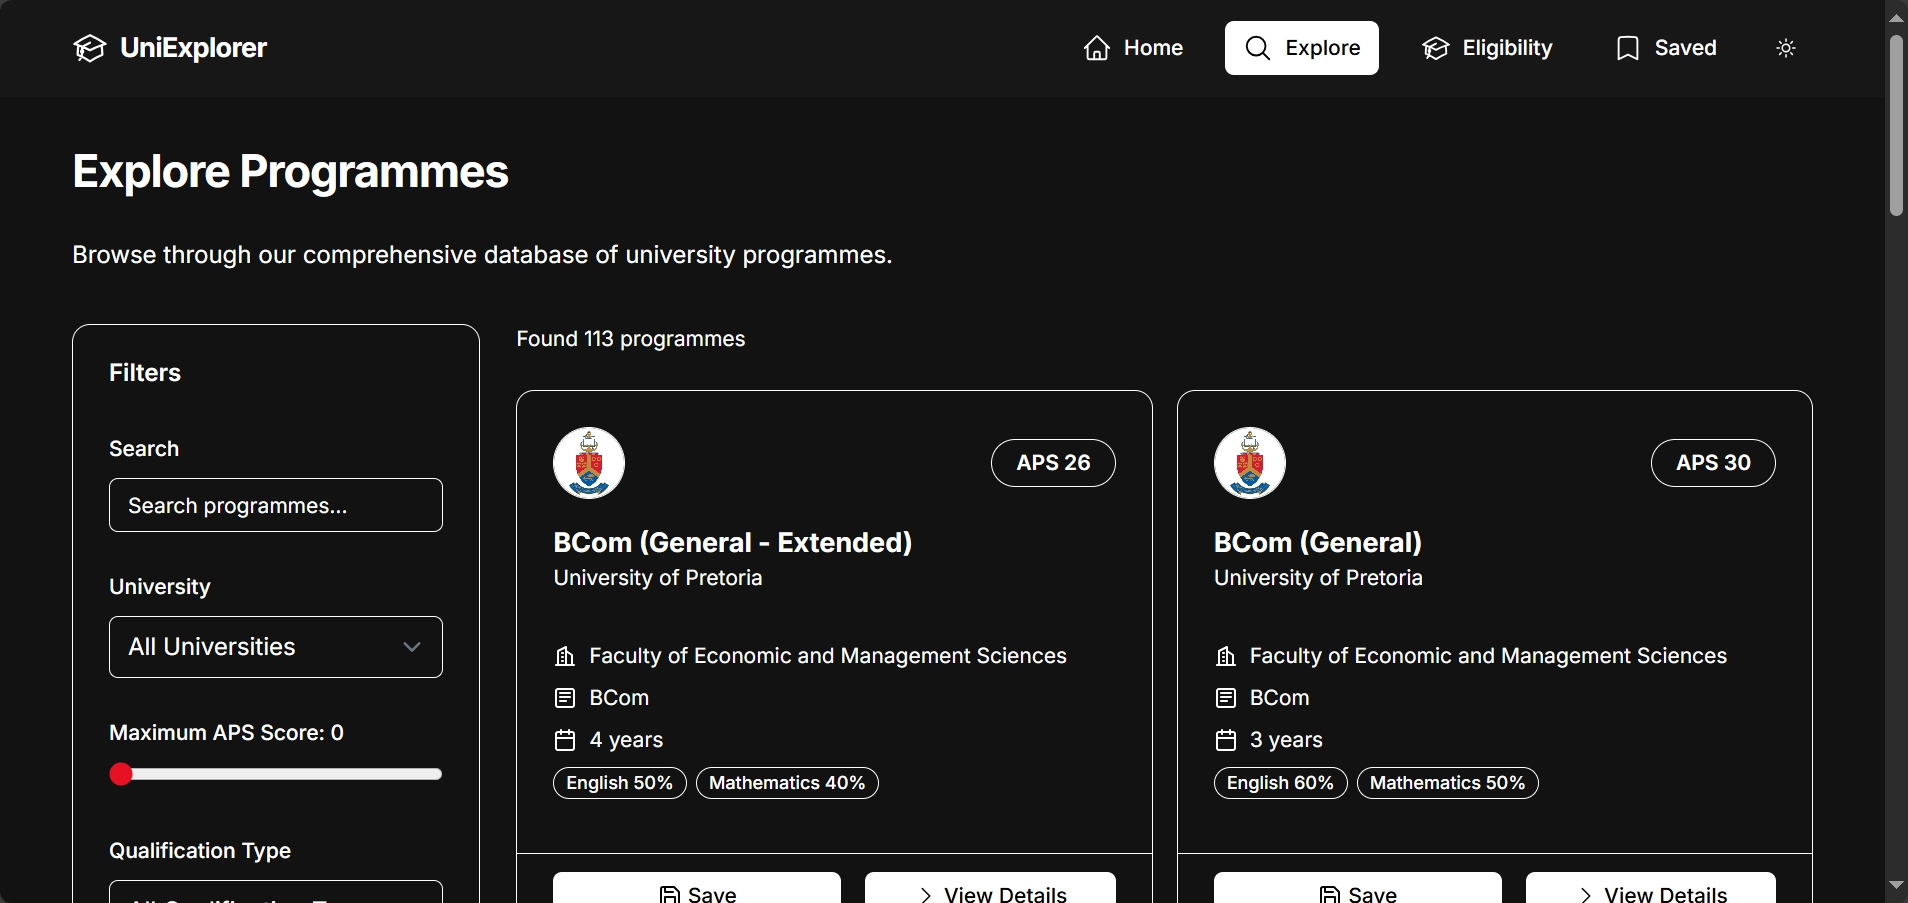 UniExplorer
Home
Explore
Eligibility
Saved
Explore Programmes
Browse through our comprehensive database of university programmes.
Filters
Search
Search programmes...
University
All Universities
Maximum APS Score: 0
Qualification Type
Found 113 programmes
APS 26
BCom (General - Extended)
University of Pretoria
Faculty of Economic and Management Sciences
BCom
4 years
English 50%
Mathematics 40%
Save
View Details
APS 30
BCom (General)
University of Pretoria
Faculty of Economic and Management Sciences
BCom
3 years
English 60%
Mathematics 50%
Save
View Details